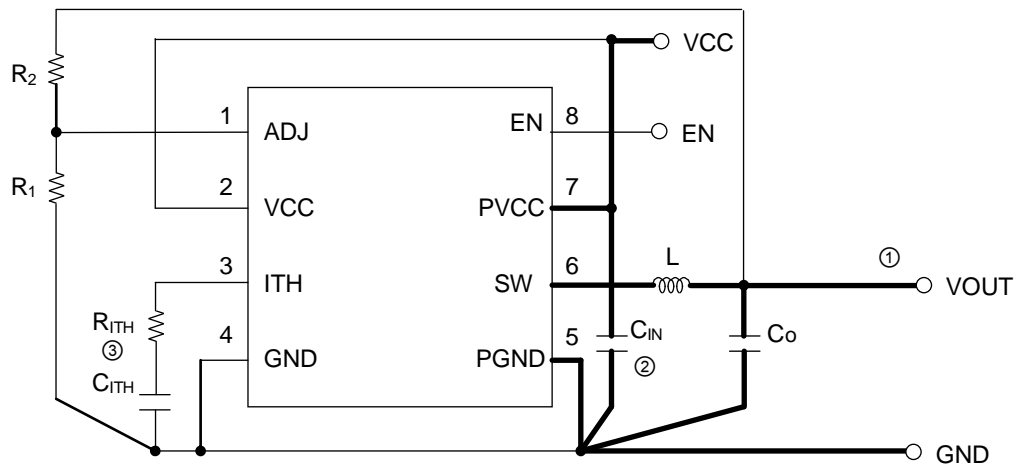 VCC
R2
1
ADJ
EN
8
EN
R1
2
VCC
PVCC
7
3
ITH
SW
6
L
①
VOUT
RITH
③
CITH
4
GND
PGND
5
CIN
②
Co
GND